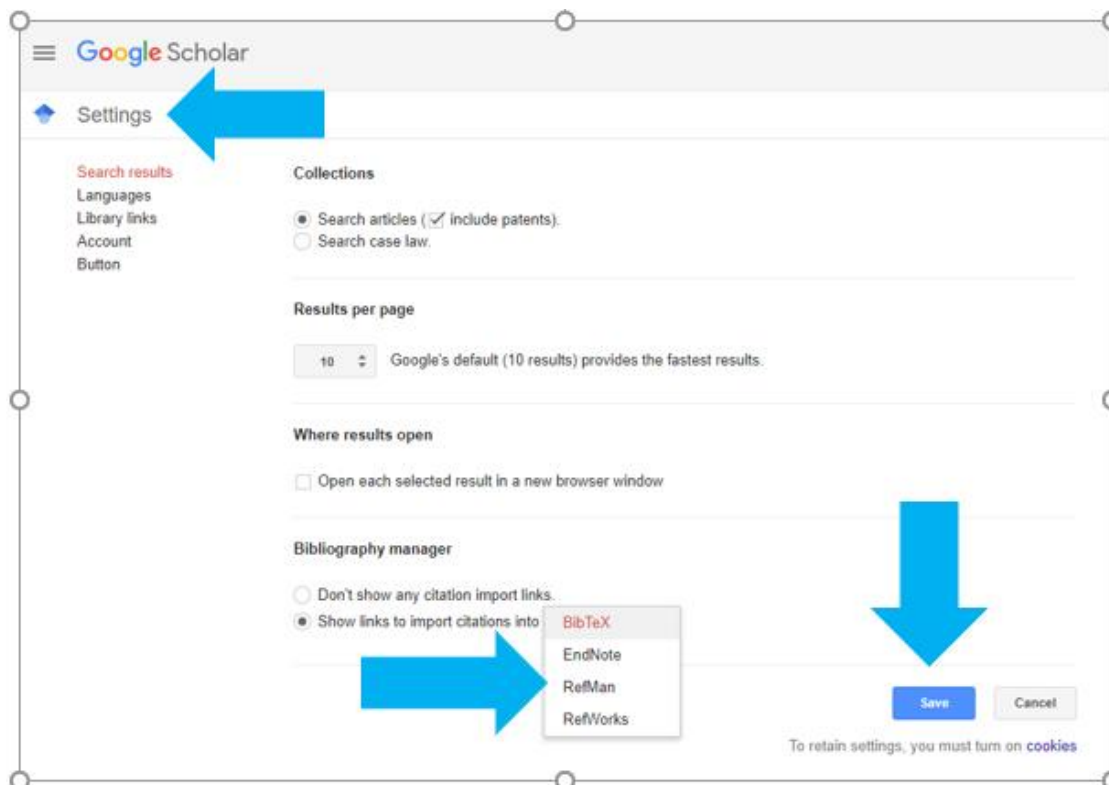 Google Scholar
Settings
Search results
Languages
Library links
Account
Button
Collections
Search articles (include patents).
Search case law.
Results per page
10 Google's default (10 results) provides the fastest results.
Where results open
Open each selected result in a new browser window
Bibliography manager
Don't show any citation import links.
Show links to import citations into
BibTeX
EndNote
RefMan
RefWorks
Save Cancel
To retain settings, you must turn on cookies